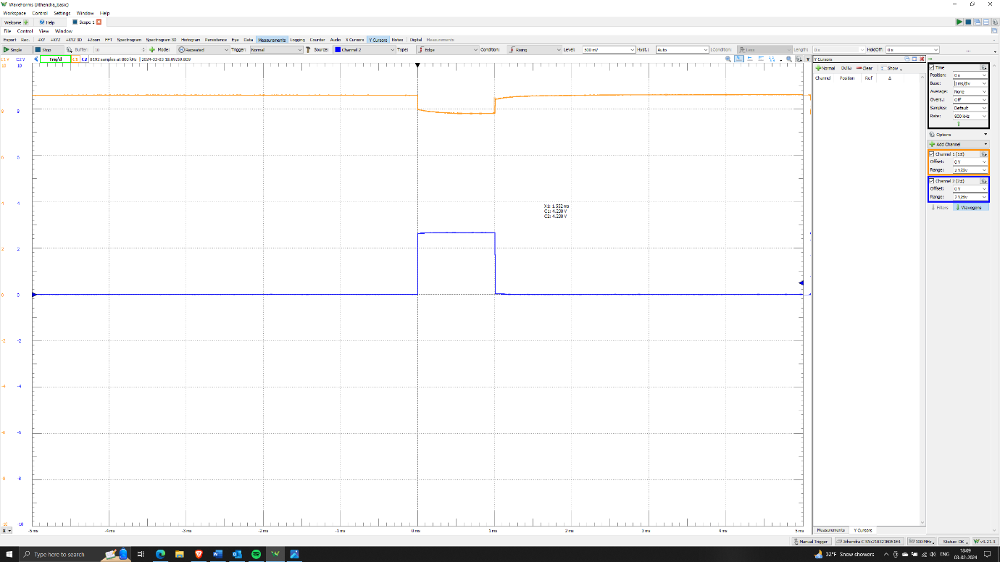 WaveForms (Jithendra_basic)
Workspace Control Settings Window Help
Welcome Help Scope 1
File Control View Window
Export Rec. +XY +XYZ +XYZ 3D +Zoom FFT Spectrogram Spectrogram 3D Histogram Persistence Eye Data Measurements Logging Counter Audio X Cursors Y Cursors Notes Digital Measurements
Single Stop Buffer: 10 Mode: Repeated Trigger: Normal Source: Channel 2 Type: Edge Condition: Rising Level: 500 mV Hyst.: Auto LCondition: Less Length: 0 s HoldOff: 0 s ...
C1 V C2 V Trig'd C1 C2 8192 samples at 800 kHz | 2024-02-03 18:09:59.809
10 10
8 8
6 6
4 4
2 2
0 0
-2 -2
-4 -4
-6 -6
-8 -8
-10 -10
X1: 1.552 ms
C1: 4.238 V
C2: 4.238 V
X -5 ms -4 ms -3 ms -2 ms -1 ms 0 ms 1 ms 2 ms 3 ms 4 ms 5 ms
Y Cursors
Normal Delta Clear Show
Channel Position Ref Δ
Measurements Y Cursors
Time
Position: 0 s
Base: 1 ms/div
Average: None
Overs.: Off
Samples: Default
Rate: 800 kHz
Options
Add Channel
Channel 1 (1±)
Offset: 0 V
Range: 2 V/div
Channel 2 (2±)
Offset: 0 V
Range: 2 V/div
Filters Wavegens
Manual Trigger Jithendra C SN:210321B061E4 100 MHz Status: OK v3.21.3
Type here to search
32°F Snow showers ENG
18:09
03-02-2024